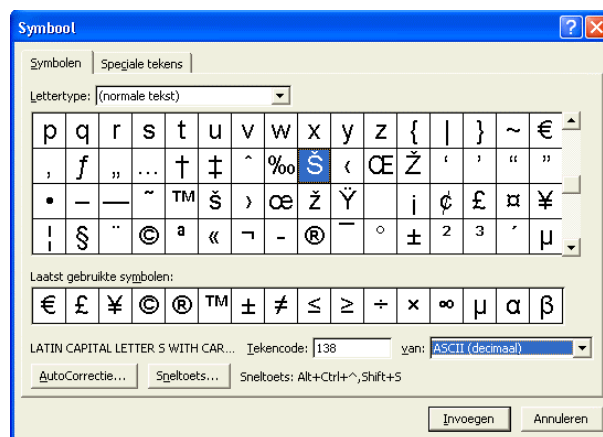 Symbool
Symbolen Speciale tekens
Lettertype: (normale tekst)
p q r s t u v w x y z { | } ~ €
‚ ƒ „ … † ‡ ˆ ‰ Š ‹ Œ Ž ‘ ’ “ ”
• – — ˜ ™ š › œ ž Ÿ ¡ ¢ £ ¤ ¥
¦ § ¨ © ª « ¬ - ® ¯ ° ± ² ³ ´ µ
Laatst gebruikte symbolen:
€ £ ¥ © ® ™ ± ≠ ≤ ≥ ÷ × ∞ µ α β
LATIN CAPITAL LETTER S WITH CAR... Tekencode: 138 van: ASCII (decimaal)
AutoCorrectie... Sneltoets... Sneltoets: Alt+Ctrl+^,Shift+S
Invoegen Annuleren